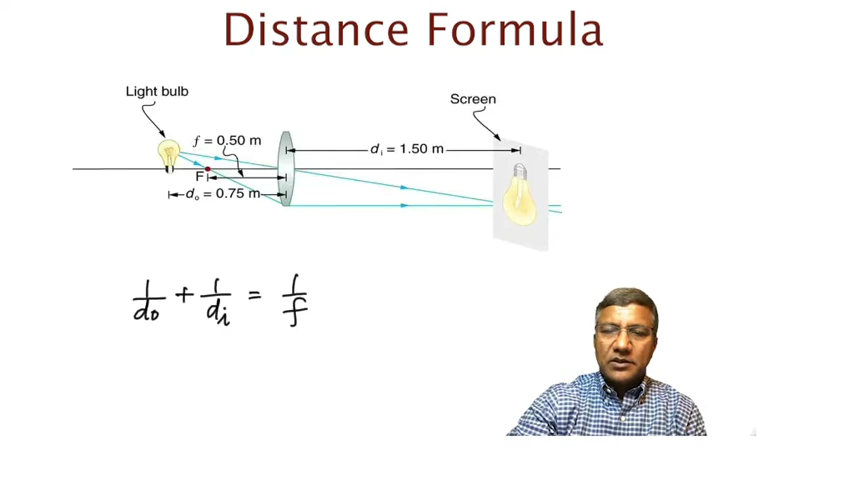 Distance Formula
Light bulb
Screen
f = 0.50 m
dᵢ = 1.50 m
F
dₒ = 0.75 m
1/dₒ + 1/dᵢ = 1/f